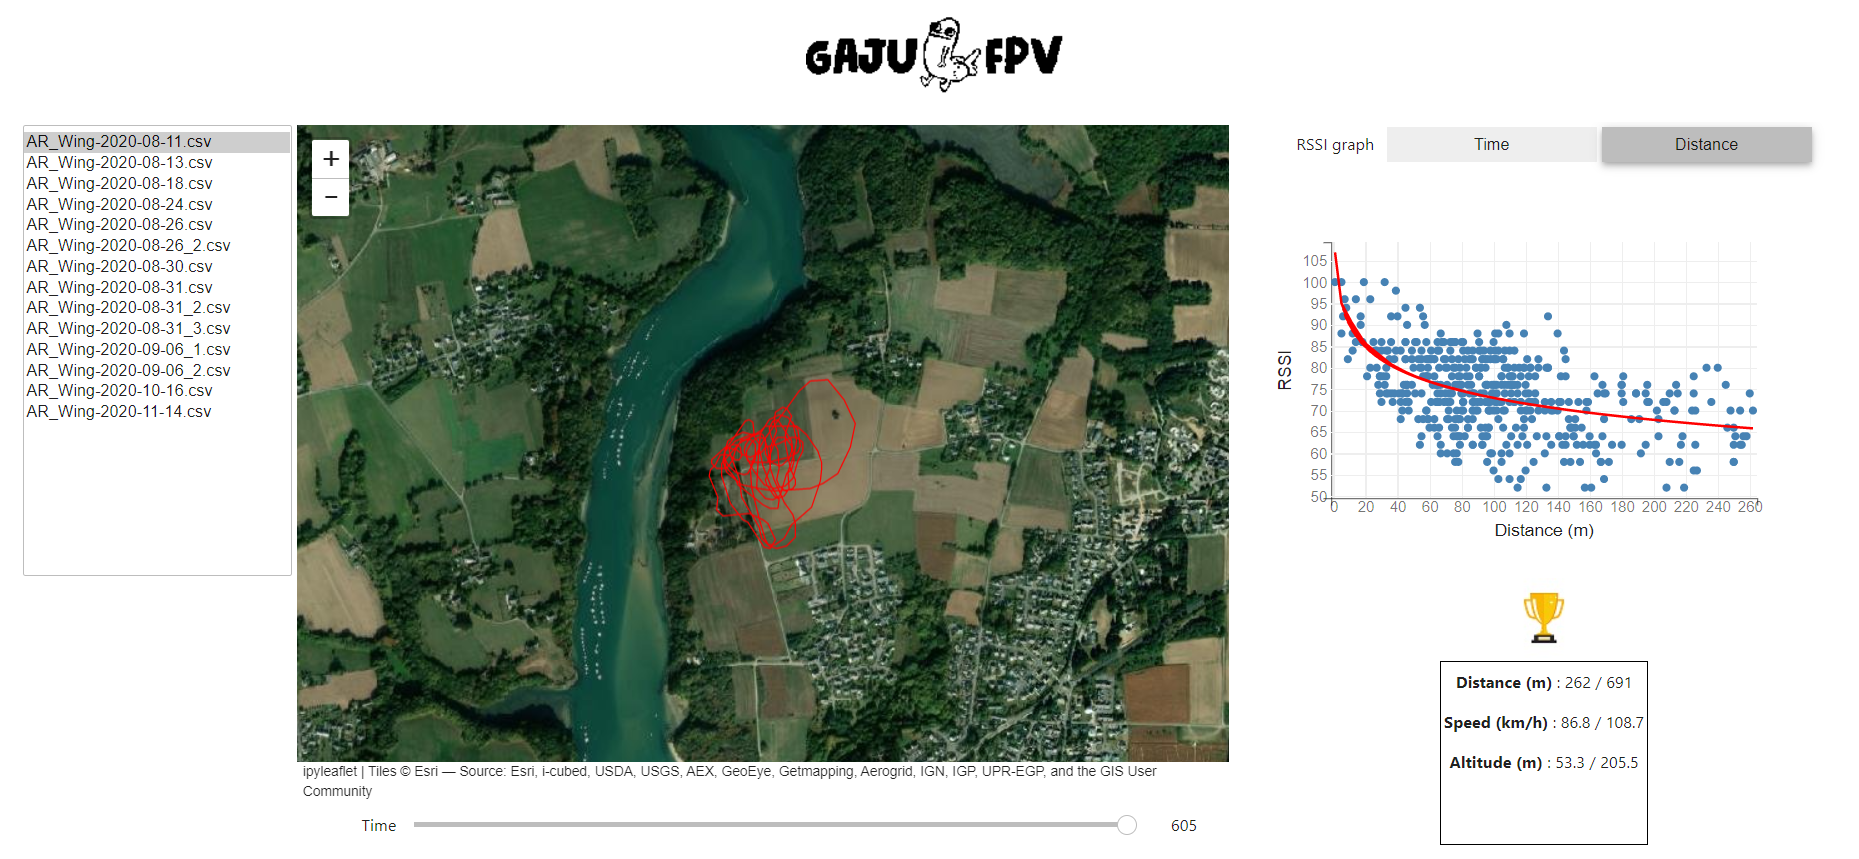 GAJU FPV
AR_Wing-2020-08-11.csv
AR_Wing-2020-08-13.csv
AR_Wing-2020-08-18.csv
AR_Wing-2020-08-24.csv
AR_Wing-2020-08-26.csv
AR_Wing-2020-08-26_2.csv
AR_Wing-2020-08-30.csv
AR_Wing-2020-08-31.csv
AR_Wing-2020-08-31_2.csv
AR_Wing-2020-08-31_3.csv
AR_Wing-2020-09-06_1.csv
AR_Wing-2020-09-06_2.csv
AR_Wing-2020-10-16.csv
AR_Wing-2020-11-14.csv
+
−
ipyleaflet | Tiles © Esri — Source: Esri, i-cubed, USDA, USGS, AEX, GeoEye, Getmapping, Aerogrid, IGN, IGP, UPR-EGP, and the GIS User
Community
Time 605
RSSI graph Time Distance
RSSI
105
100
95
90
85
80
75
70
65
60
55
50
0 20 40 60 80 100 120 140 160 180 200 220 240 260
Distance (m)
Distance (m) : 262 / 691
Speed (km/h) : 86.8 / 108.7
Altitude (m) : 53.3 / 205.5